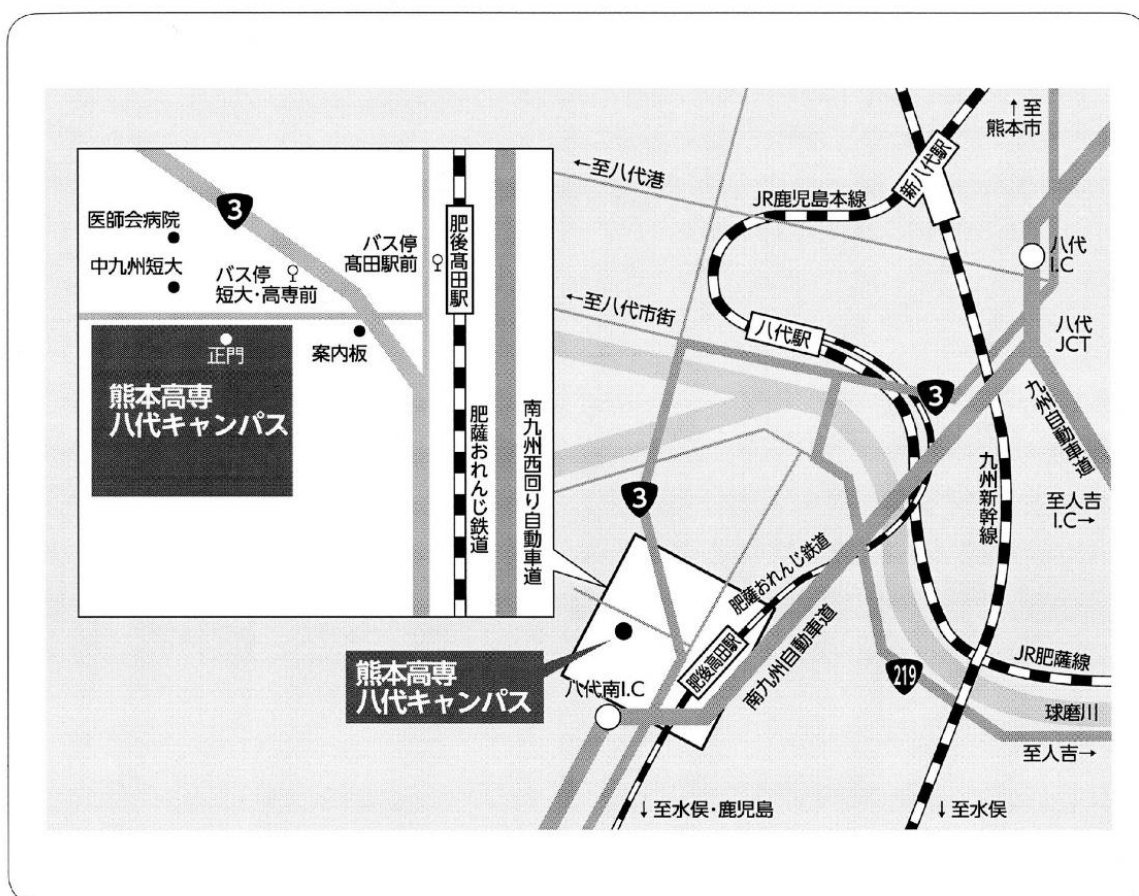 ↑至
熊本市
新八代駅
←至八代港
JR鹿児島本線
八代
I.C
←至八代市街
八代駅
八代
JCT
3
九州自動車道
九州新幹線
至人吉
I.C→
3
医師会病院
中九州短大
バス停
短大・高専前
バス停
髙田駅前
肥後髙田駅
正門
案内板
熊本高専
八代キャンパス
肥薩おれんじ鉄道
南九州西回り自動車道
3
肥薩おれんじ鉄道
肥後高田駅
南九州自動車道
熊本高専
八代キャンパス
八代南I.C
219
JR肥薩線
球磨川
至人吉→
↓至水俣・鹿児島
↓至水俣